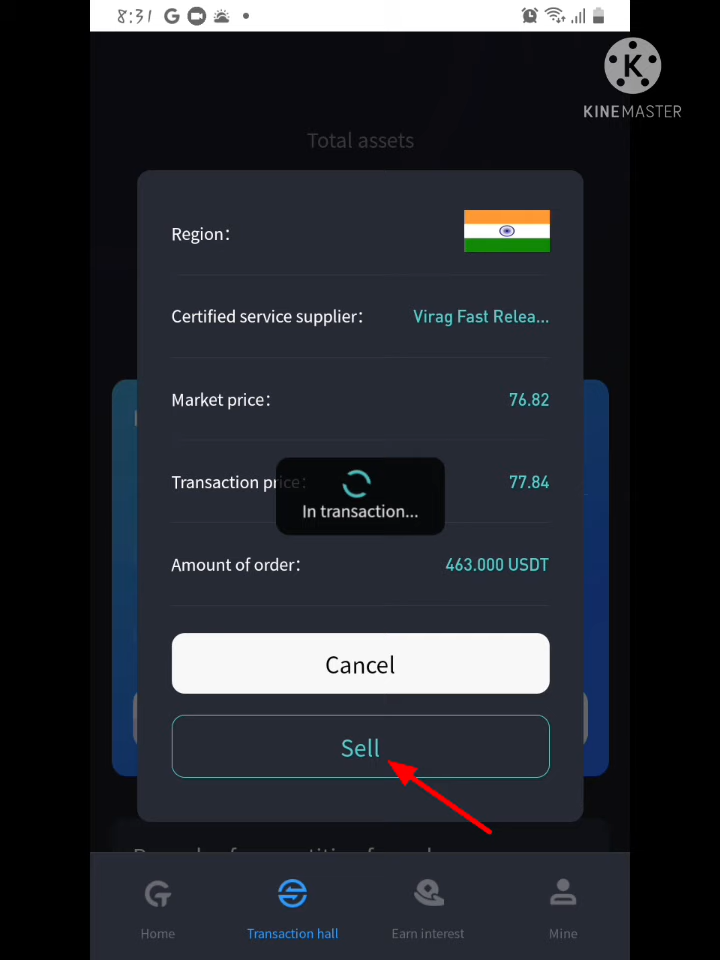 8:31
KINEMASTER
Total assets
Region:
Certified service supplier: Virag Fast Relea...
Market price: 76.82
Transaction price: 77.84
In transaction...
Amount of order: 463.000 USDT
Cancel
Sell
Home Transaction hall Earn interest Mine